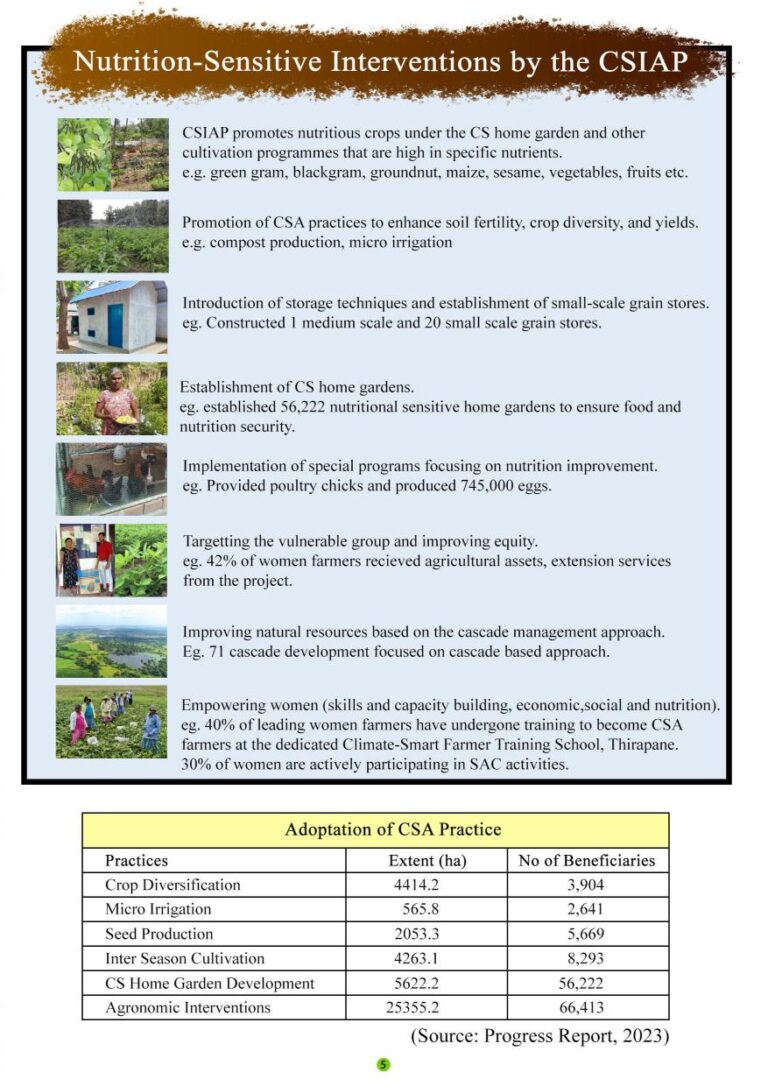 Nutrition-Sensitive Interventions by the CSIAP
CSIAP promotes nutritious crops under the CS home garden and other
cultivation programmes that are high in specific nutrients.
e.g. green gram, blackgram, groundnut, maize, sesame, vegetables, fruits etc.
Promotion of CSA practices to enhance soil fertility, crop diversity, and yields.
e.g. compost production, micro irrigation
Introduction of storage techniques and establishment of small-scale grain stores.
eg. Constructed 1 medium scale and 20 small scale grain stores.
Establishment of CS home gardens.
eg. established 56,222 nutritional sensitive home gardens to ensure food and
nutrition security.
Implementation of special programs focusing on nutrition improvement.
eg. Provided poultry chicks and produced 745,000 eggs.
Targetting the vulnerable group and improving equity.
eg. 42% of women farmers recieved agricultural assets, extension services
from the project.
Improving natural resources based on the cascade management approach.
Eg. 71 cascade development focused on cascade based approach.
Empowering women (skills and capacity building, economic,social and nutrition).
eg. 40% of leading women farmers have undergone training to become CSA
farmers at the dedicated Climate-Smart Farmer Training School, Thirapane.
30% of women are actively participating in SAC activities.
Adoptation of CSA Practice
Practices Extent (ha) No of Beneficiaries
Crop Diversification 4414.2 3,904
Micro Irrigation 565.8 2,641
Seed Production 2053.3 5,669
Inter Season Cultivation 4263.1 8,293
CS Home Garden Development 5622.2 56,222
Agronomic Interventions 25355.2 66,413
(Source: Progress Report, 2023)
5